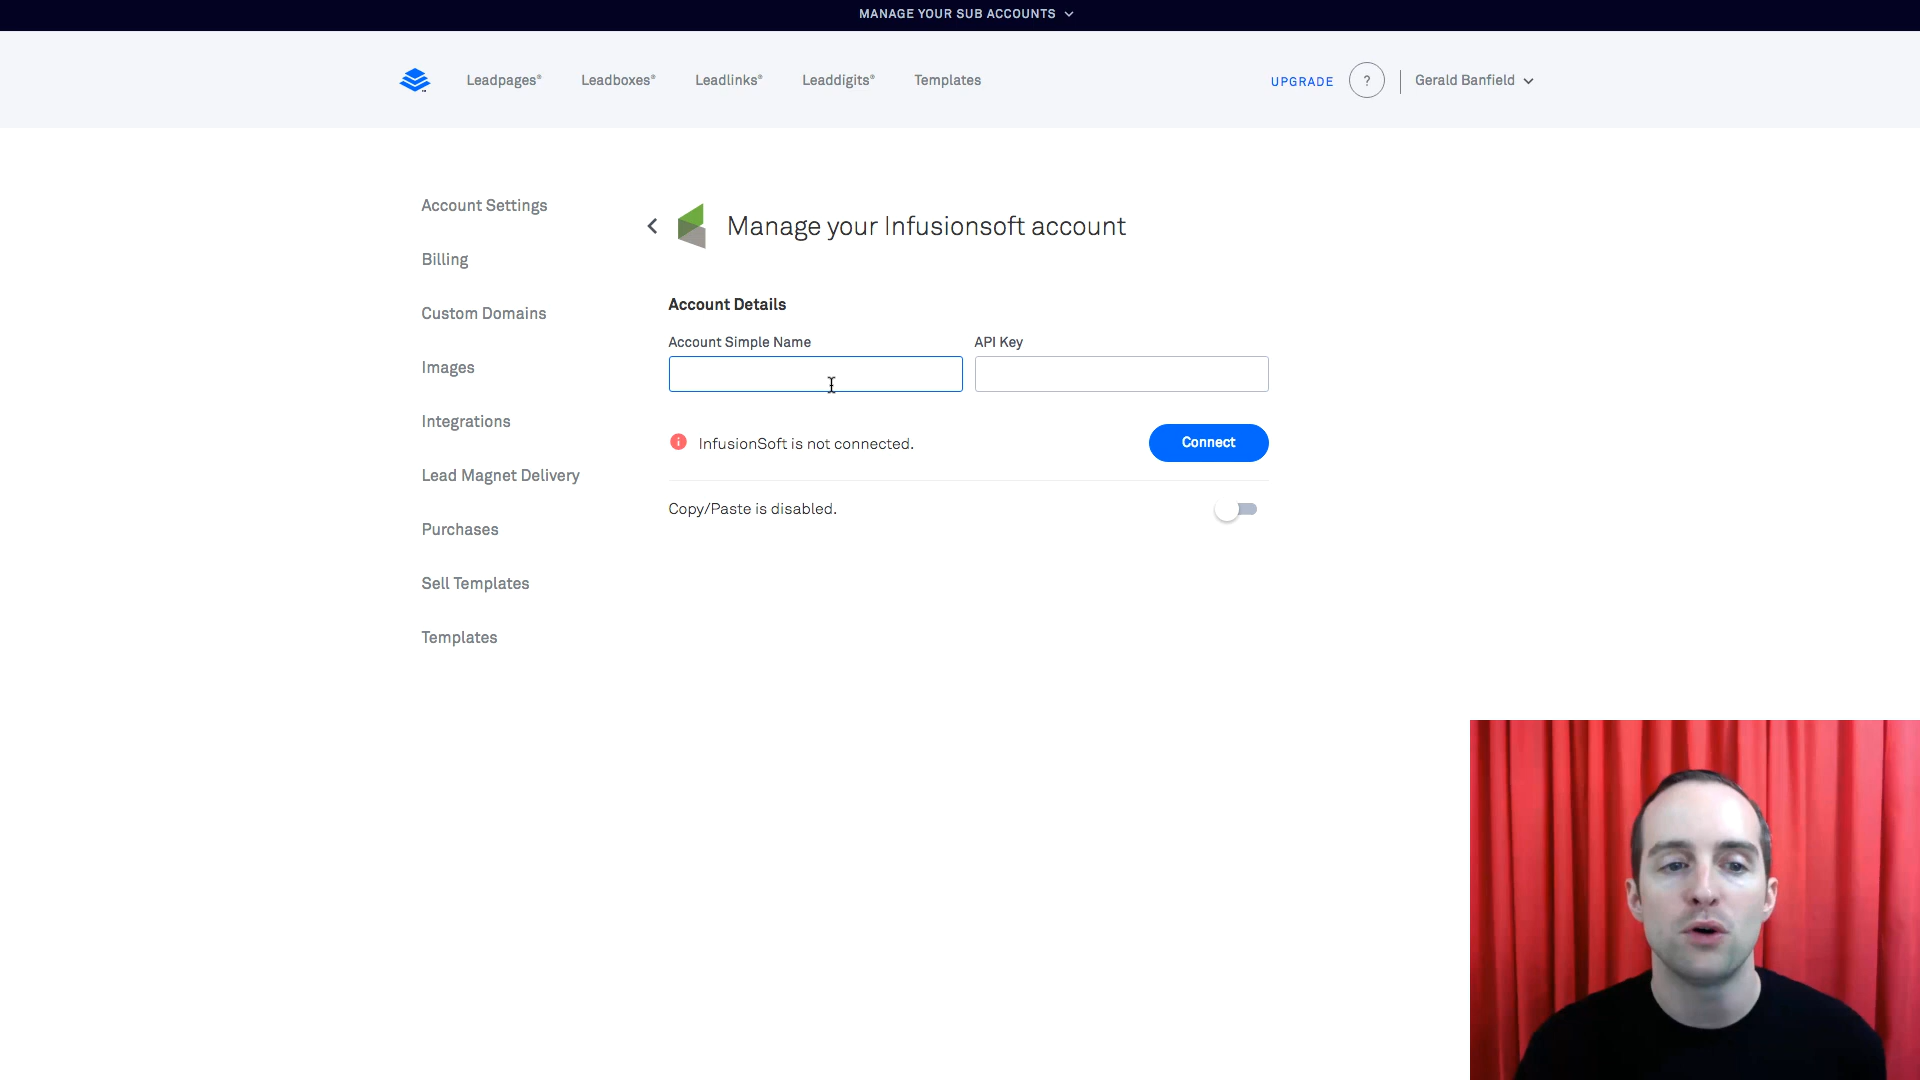 MANAGE YOUR SUB ACCOUNTS
Leadpages® Leadboxes® Leadlinks® Leaddigits® Templates UPGRADE ? Gerald Banfield
Account Settings
Billing
Custom Domains
Images
Integrations
Lead Magnet Delivery
Purchases
Sell Templates
Templates
Manage your Infusionsoft account
Account Details
Account Simple Name API Key
InfusionSoft is not connected. Connect
Copy/Paste is disabled.